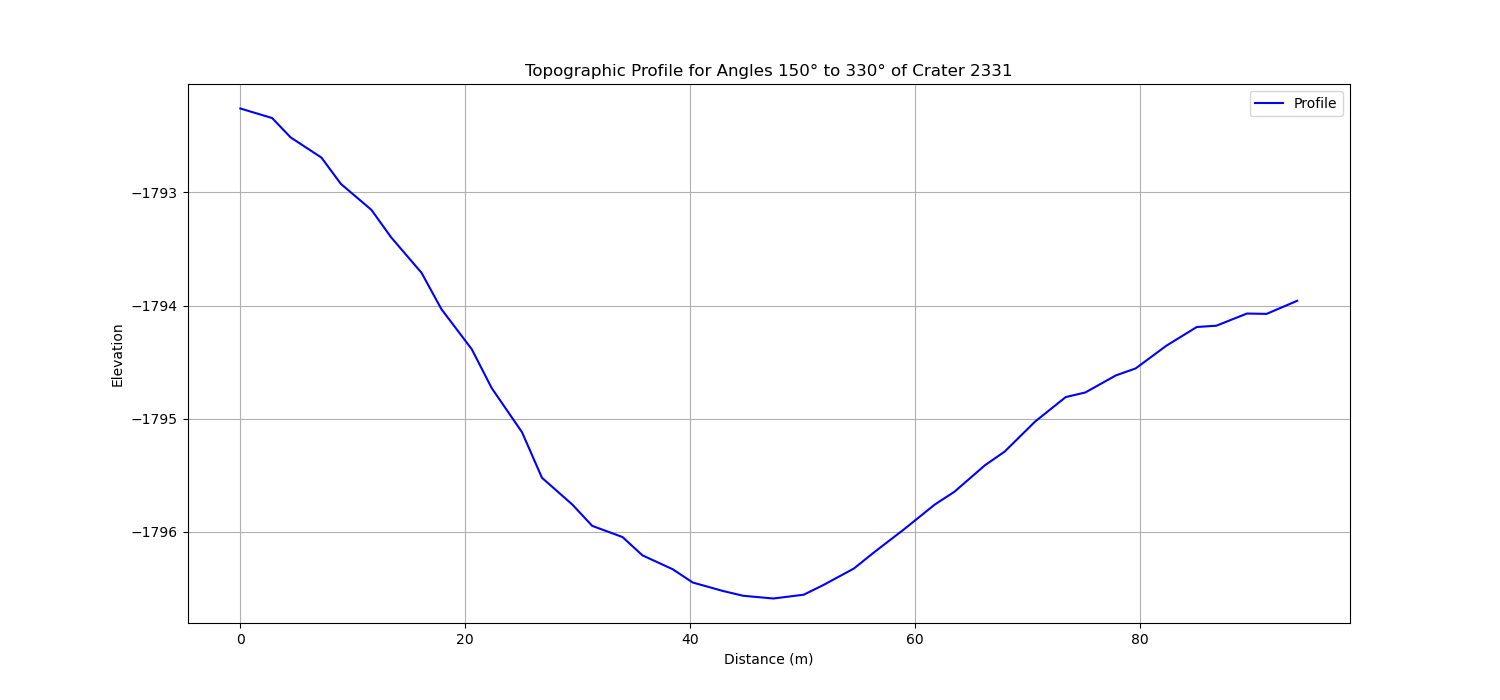 Topographic Profile for Angles 150° to 330° of Crater 2331
Profile
−1793
−1794
−1795
−1796
Elevation
0 20 40 60 80
Distance (m)